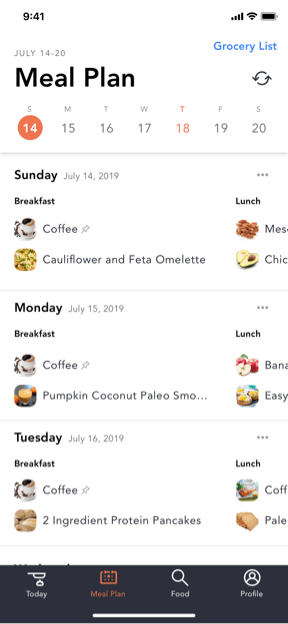 9:41
Grocery List
JULY 14-20
Meal Plan
S M T W T F S
14 15 16 17 18 19 20
Sunday July 14, 2019
Breakfast Lunch
Coffee
Cauliflower and Feta Omelette Chic
Monday July 15, 2019
Breakfast Lunch
Coffee Bana
Pumpkin Coconut Paleo Smo... Easy
Tuesday July 16, 2019
Breakfast Lunch
Coffee Coff
2 Ingredient Protein Pancakes Pale
Today Meal Plan Food Profile